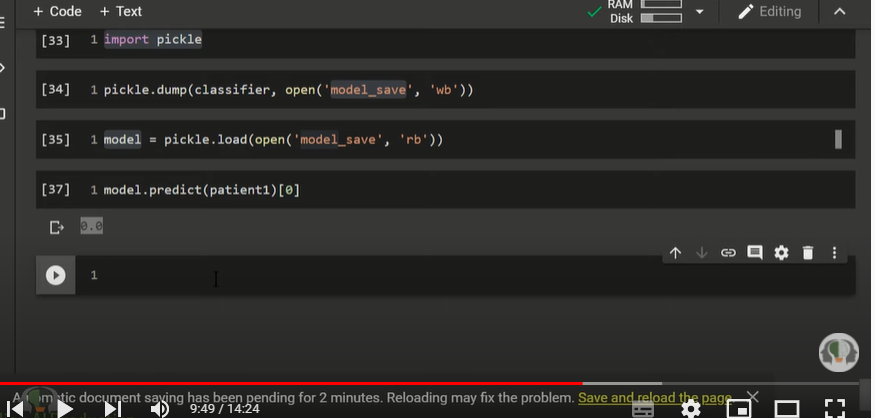 + Code + Text
RAM
Disk
Editing
[33] 1 import pickle
[34] 1 pickle.dump(classifier, open('model_save', 'wb'))
[35] 1 model = pickle.load(open('model_save', 'rb'))
[37] 1 model.predict(patient1)[0]
0.0
1
Automatic document saving has been pending for 2 minutes. Reloading may fix the problem. Save and reload the page
9:49 / 14:24